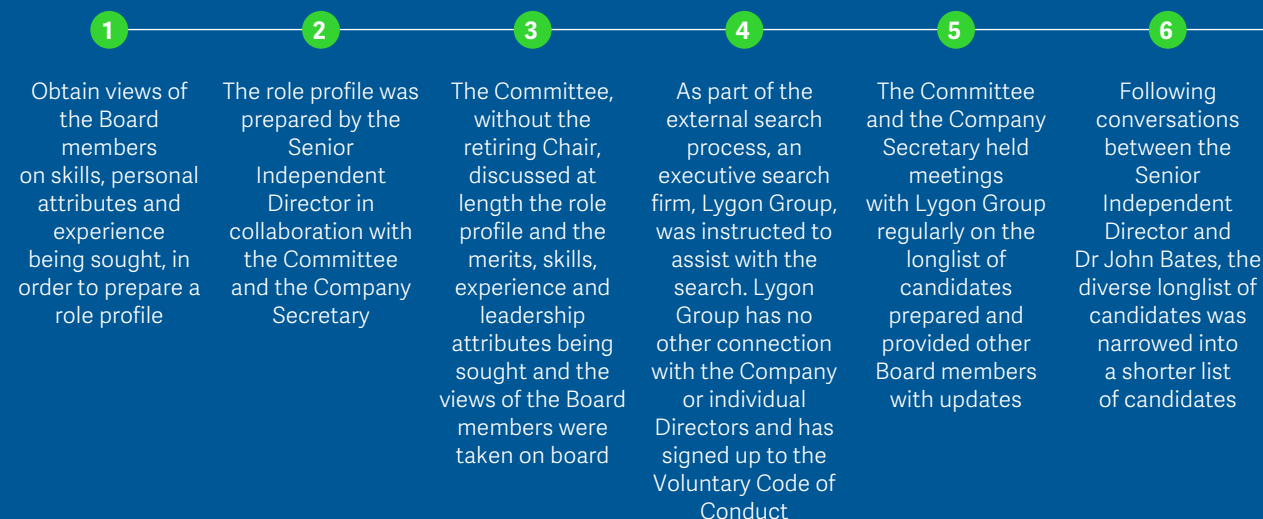 1
Obtain views of
the Board
members
on skills, personal
attributes and
experience
being sought, in
order to prepare a
role profile
2
The role profile was
prepared by the
Senior
Independent
Director in
collaboration with
the Committee
and the Company
Secretary
3
The Committee,
without the
retiring Chair,
discussed at
length the role
profile and the
merits, skills,
experience and
leadership
attributes being
sought and the
views of the Board
members were
taken on board
4
As part of the
external search
process, an
executive search
firm, Lygon Group,
was instructed to
assist with the
search. Lygon
Group has no
other connection
with the Company
or individual
Directors and has
signed up to the
Voluntary Code of
Conduct
5
The Committee
and the Company
Secretary held
meetings
with Lygon Group
regularly on the
longlist of
candidates
prepared and
provided other
Board members
with updates
6
Following
conversations
between the
Senior
Independent
Director and
Dr John Bates, the
diverse longlist of
candidates was
narrowed into
a shorter list
of candidates